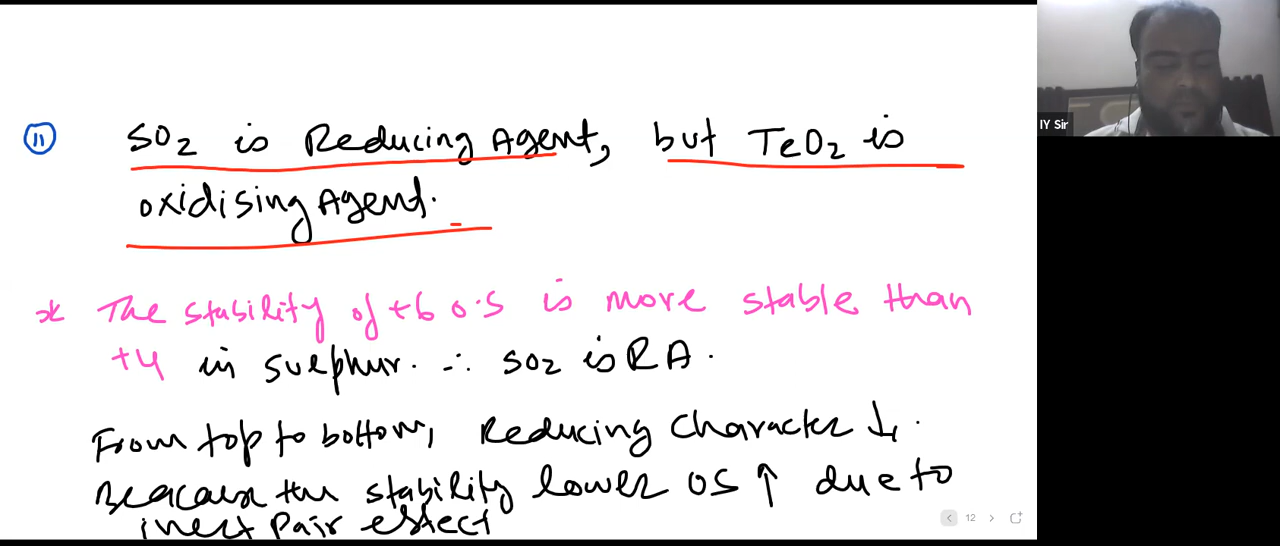 11 SO2 is Reducing Agent, but TeO2 is
oxidising Agent.
* The stability of +6 o.s is more stable than
+4 in sulphur. ∴ SO2 is RA.
From top to bottom, Reducing character ↓.
Beacause the stability lower OS ↑ due to
inert pair effect
IY Sir
12